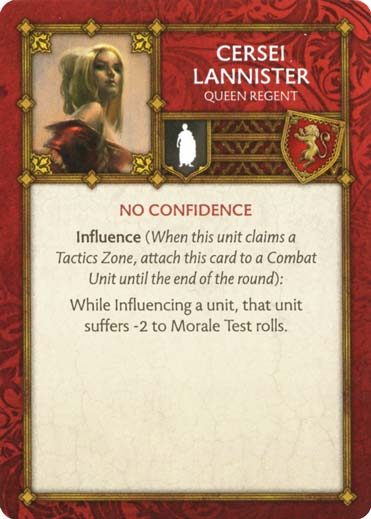 CERSEI
LANNISTER
QUEEN REGENT
NO CONFIDENCE
Influence (When this unit claims a
Tactics Zone, attach this card to a Combat
Unit until the end of the round):
While Influencing a unit, that unit
suffers -2 to Morale Test rolls.